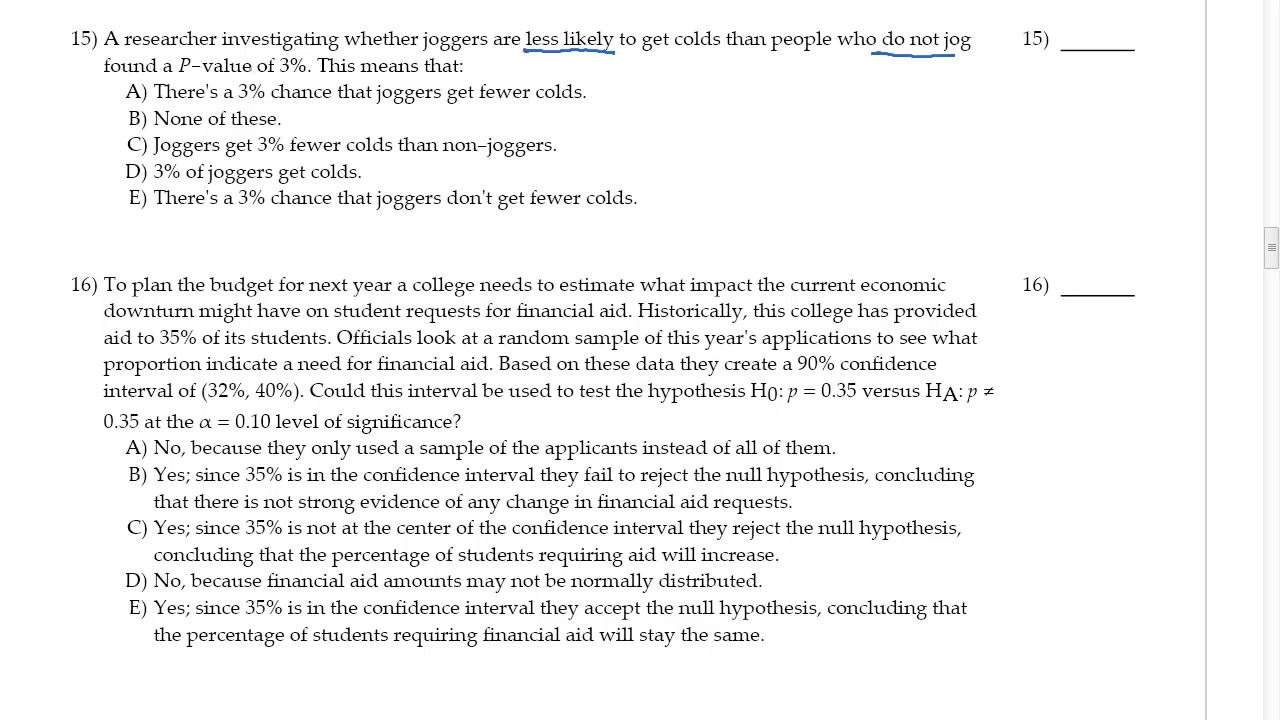 15) A researcher investigating whether joggers are less likely to get colds than people who do not jog 15) ______
found a P-value of 3%. This means that:
A) There's a 3% chance that joggers get fewer colds.
B) None of these.
C) Joggers get 3% fewer colds than non-joggers.
D) 3% of joggers get colds.
E) There's a 3% chance that joggers don't get fewer colds.
16) To plan the budget for next year a college needs to estimate what impact the current economic 16) ______
downturn might have on student requests for financial aid. Historically, this college has provided
aid to 35% of its students. Officials look at a random sample of this year's applications to see what
proportion indicate a need for financial aid. Based on these data they create a 90% confidence
interval of (32%, 40%). Could this interval be used to test the hypothesis H0: p = 0.35 versus HA: p ≠
0.35 at the α = 0.10 level of significance?
A) No, because they only used a sample of the applicants instead of all of them.
B) Yes; since 35% is in the confidence interval they fail to reject the null hypothesis, concluding
that there is not strong evidence of any change in financial aid requests.
C) Yes; since 35% is not at the center of the confidence interval they reject the null hypothesis,
concluding that the percentage of students requiring aid will increase.
D) No, because financial aid amounts may not be normally distributed.
E) Yes; since 35% is in the confidence interval they accept the null hypothesis, concluding that
the percentage of students requiring financial aid will stay the same.